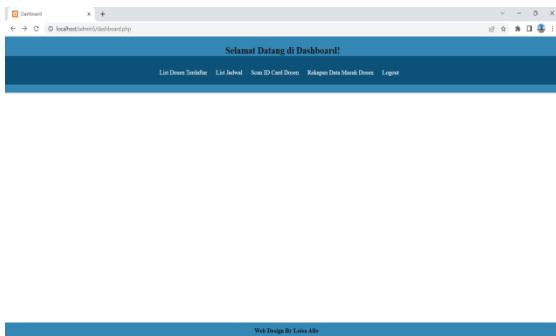 Dashboard
localhost/admin5/dashboard.php
Selamat Datang di Dashboard!
List Dosen Terdaftar List Jadwal Scan ID Card Dosen Rekapan Data Masuk Dosen Logout
Web Design By Loisa Allo